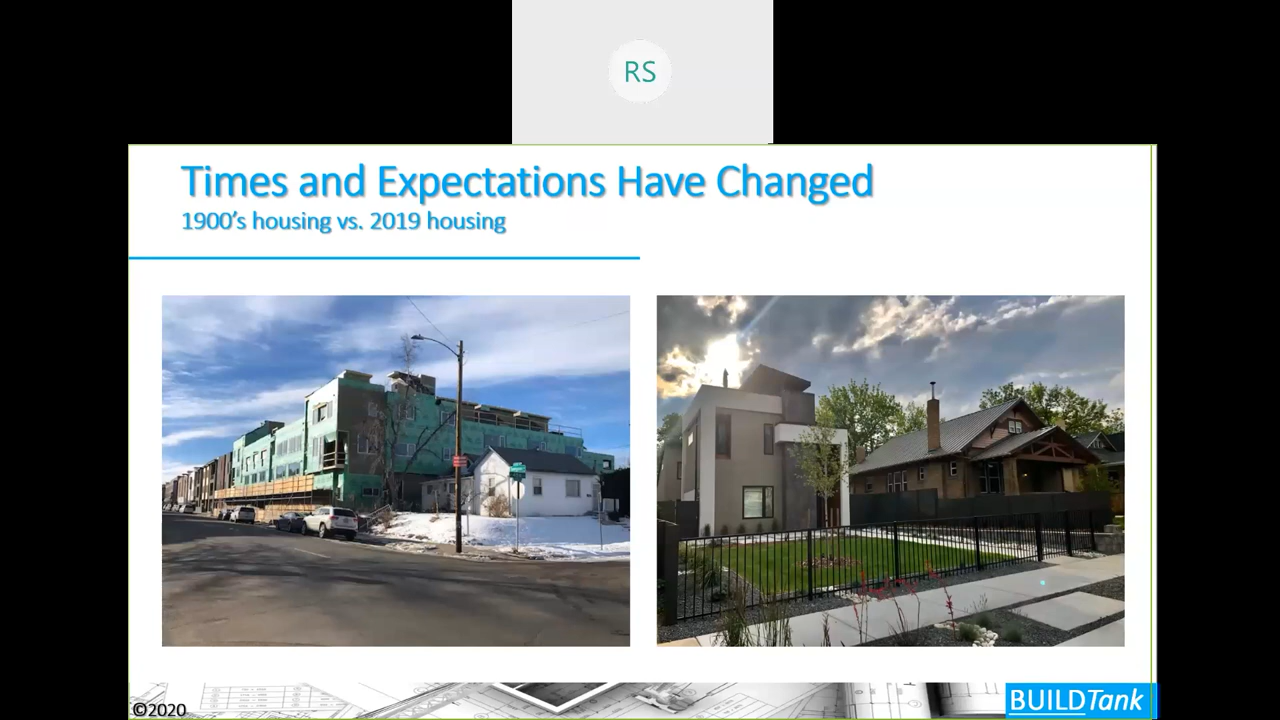 RS
Times and Expectations Have Changed
1900's housing vs. 2019 housing
©2020
BUILDTank